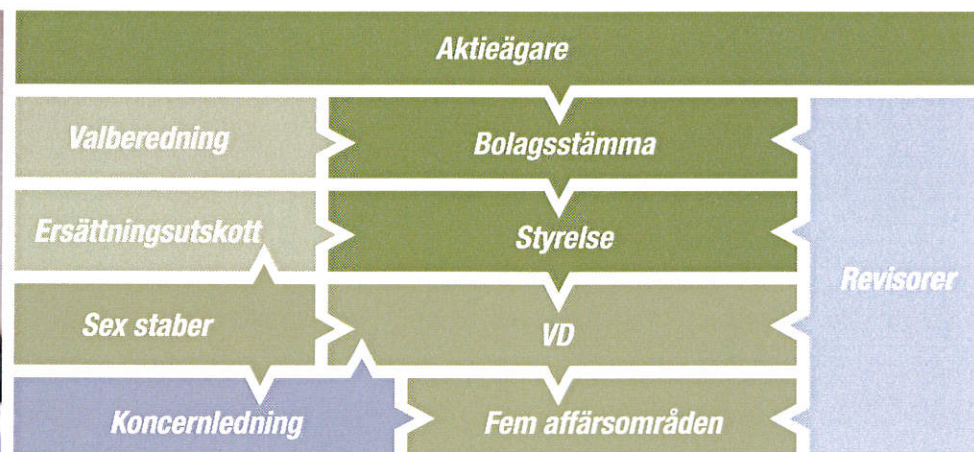 Aktieägare
Valberedning
Bolagsstämma
Ersättningsutskott
Styrelse
Revisorer
Sex staber
VD
Koncernledning
Fem affärsområden